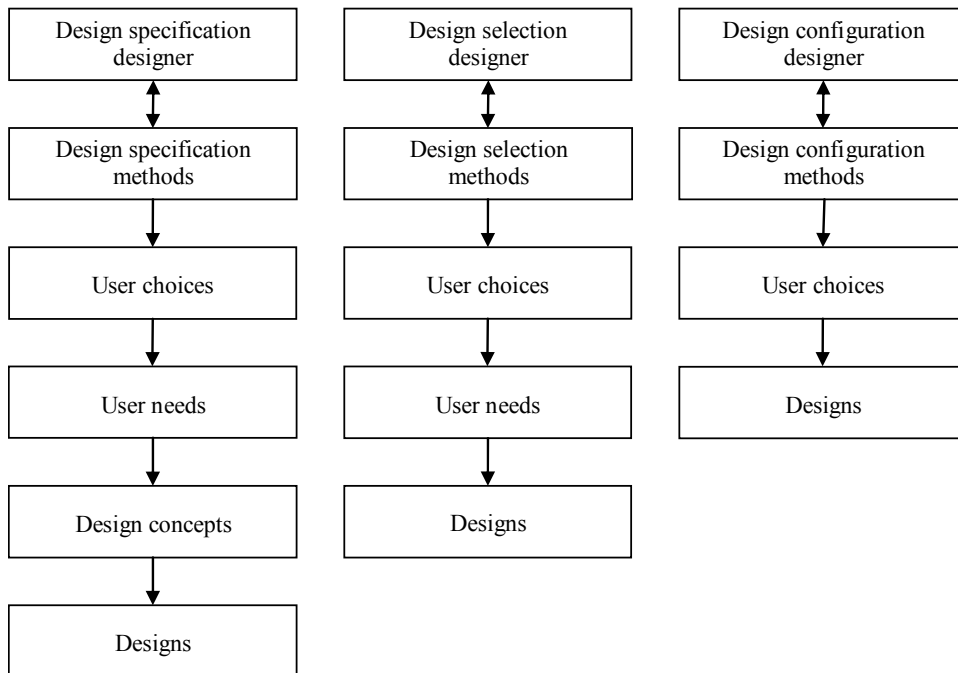 Design specification
designer
Design specification
methods
User choices
User needs
Design concepts
Designs
Design selection
designer
Design selection
methods
User choices
User needs
Designs
Design configuration
designer
Design configuration
methods
User choices
Designs